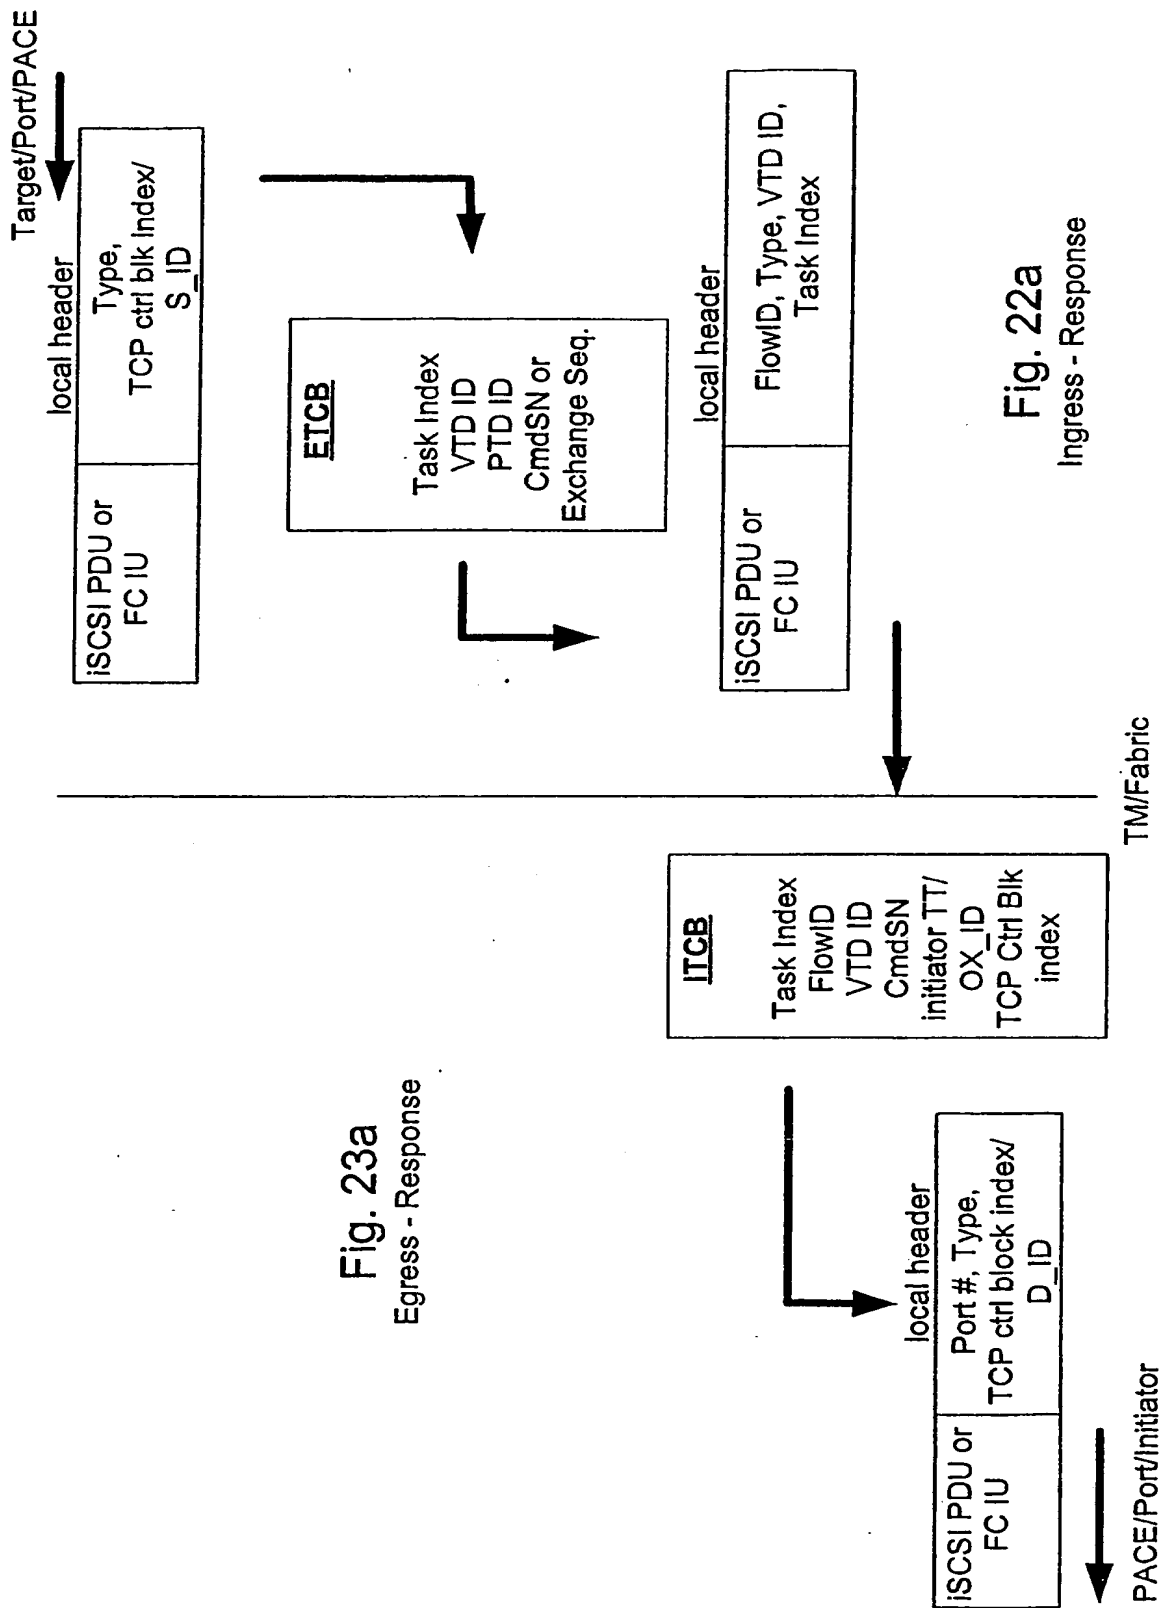 Target/Port/PACE
local header
iSCSI PDU or
FC IU
Type,
TCP ctrl blk Index/
S_ID
ETCB
Task Index
VTD ID
PTD ID
CmdSN or
Exchange Seq.
local header
iSCSI PDU or
FC IU
FlowID, Type, VTD ID,
Task Index
Fig. 22a
Ingress - Response
TM/Fabric
ITCB
Task Index
FlowID
VTD ID
CmdSN
initiator TT/
OX_ID
TCP Ctrl Blk
index
Fig. 23a
Egress - Response
local header
iSCSI PDU or
FC IU
Port #, Type,
TCP ctrl block index/
D_ID
PACE/Port/Initiator